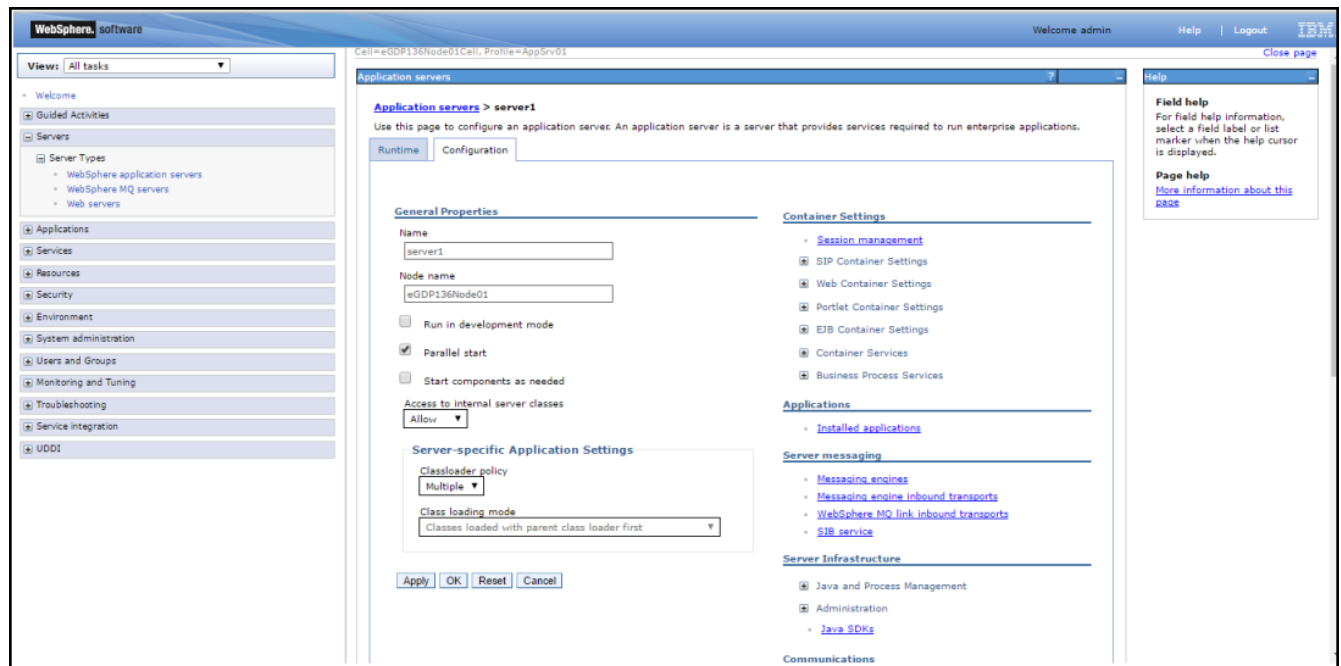 WebSphere. software
Welcome admin
Help | Logout
IBM
View: All tasks
Welcome
Guided Activities
Servers
Server Types
WebSphere application servers
WebSphere MQ servers
Web servers
Applications
Services
Resources
Security
Environment
System administration
Users and Groups
Monitoring and Tuning
Troubleshooting
Service integration
UDDI
Cell=eGDP136Node01Cell, Profile=AppSrv01
Close page
Application servers
?
Application servers > server1
Use this page to configure an application server. An application server is a server that provides services required to run enterprise applications.
Runtime
Configuration
General Properties
Name
server1
Node name
eGDP136Node01
Run in development mode
Parallel start
Start components as needed
Access to internal server classes
Allow
Server-specific Application Settings
Classloader policy
Multiple
Class loading mode
Classes loaded with parent class loader first
Apply OK Reset Cancel
Container Settings
Session management
SIP Container Settings
Web Container Settings
Portlet Container Settings
EJB Container Settings
Container Services
Business Process Services
Applications
Installed applications
Server messaging
Messaging engines
Messaging engine inbound transports
WebSphere MQ link inbound transports
SIB service
Server Infrastructure
Java and Process Management
Administration
Java SDKs
Communications
Help
Field help
For field help information,
select a field label or list
marker when the help cursor
is displayed.
Page help
More information about this
page